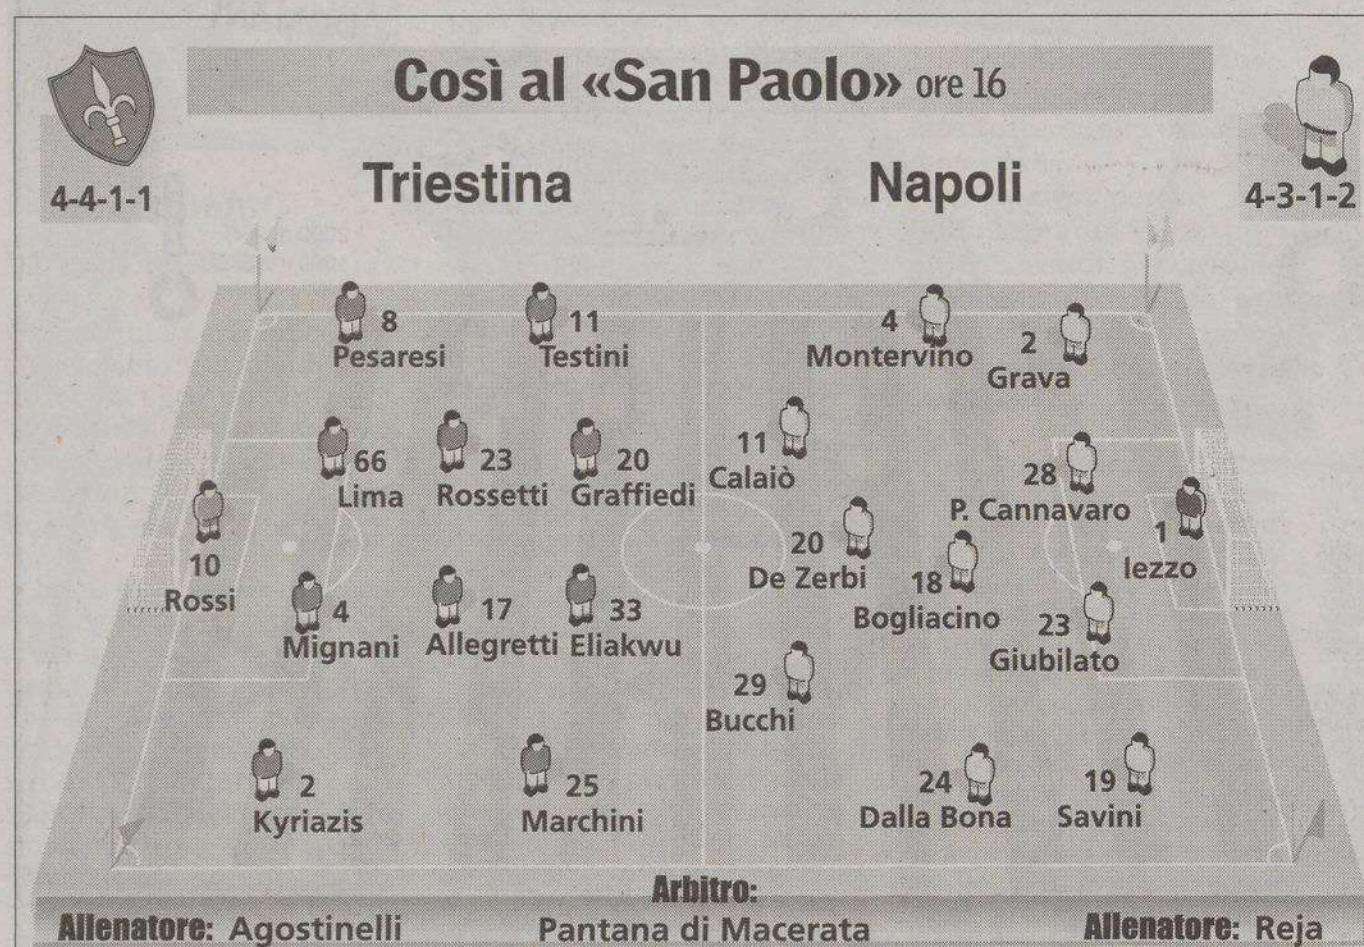 Così al «San Paolo» ore 16
Triestina
Napoli
4-4-1-1
4-3-1-2
8
Pesaresi
11
Testini
4
Montervino
2
Grava
66
Lima
23
Rossetti
20
Graffiedi
11
Calaiò
28
P. Cannavaro
10
Rossi
20
De Zerbi
1
Iezzo
4
Mignani
17
Allegretti
33
Eliakwu
18
Bogliacino
23
Giubilato
29
Bucchi
2
Kyriazis
25
Marchini
24
Dalla Bona
19
Savini
Arbitro:
Allenatore: Agostinelli
Pantana di Macerata
Allenatore: Reja